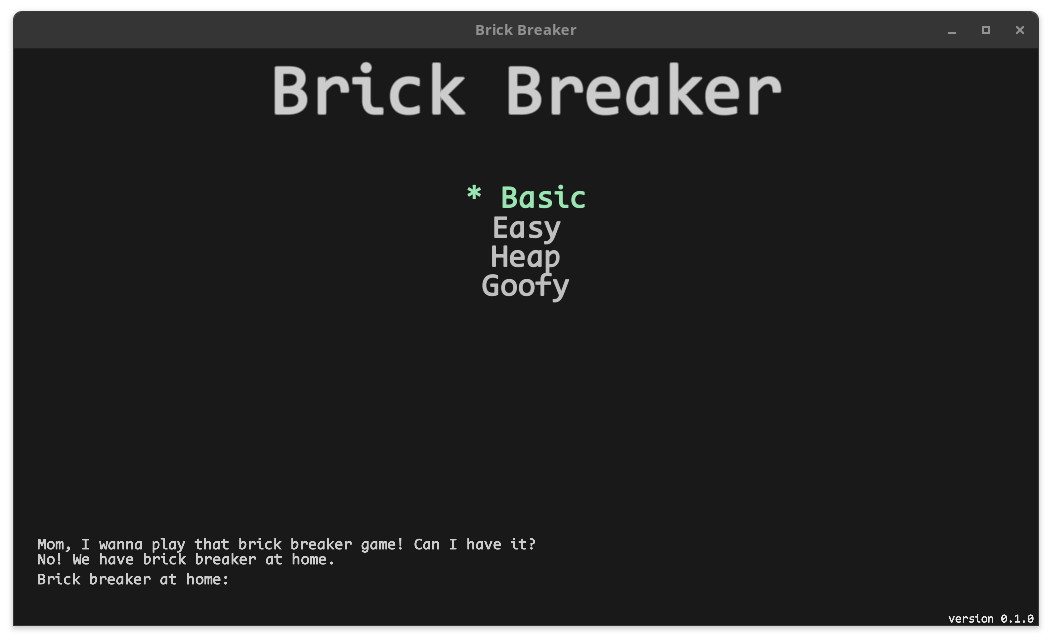 Brick Breaker
Brick Breaker
* Basic
Easy
Heap
Goofy
Mom, I wanna play that brick breaker game! Can I have it?
No! We have brick breaker at home.
Brick breaker at home:
version 0.1.0